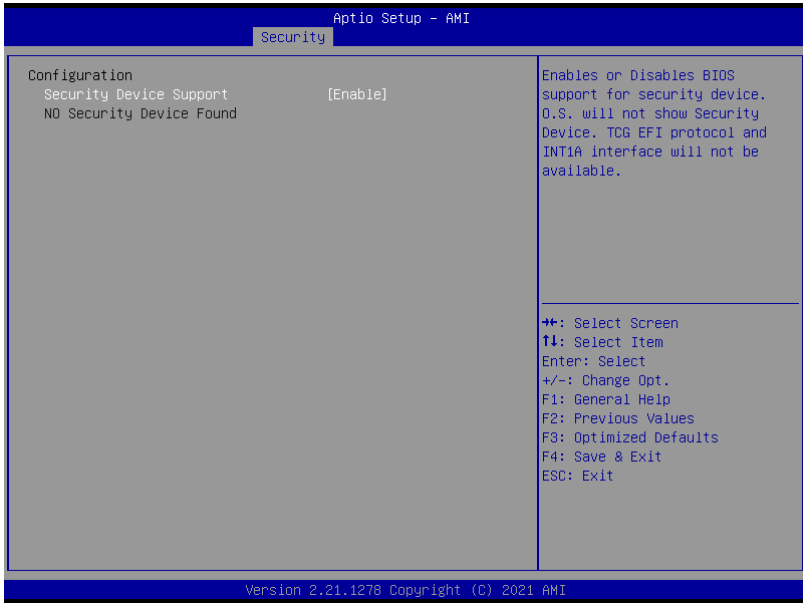 Aptio Setup – AMI
Security
Configuration
Security Device Support [Enable]
NO Security Device Found
Enables or Disables BIOS
support for security device.
O.S. will not show Security
Device. TCG EFI protocol and
INT1A interface will not be
available.
→←: Select Screen
↑↓: Select Item
Enter: Select
+/-: Change Opt.
F1: General Help
F2: Previous Values
F3: Optimized Defaults
F4: Save & Exit
ESC: Exit
Version 2.21.1278 Copyright (C) 2021 AMI